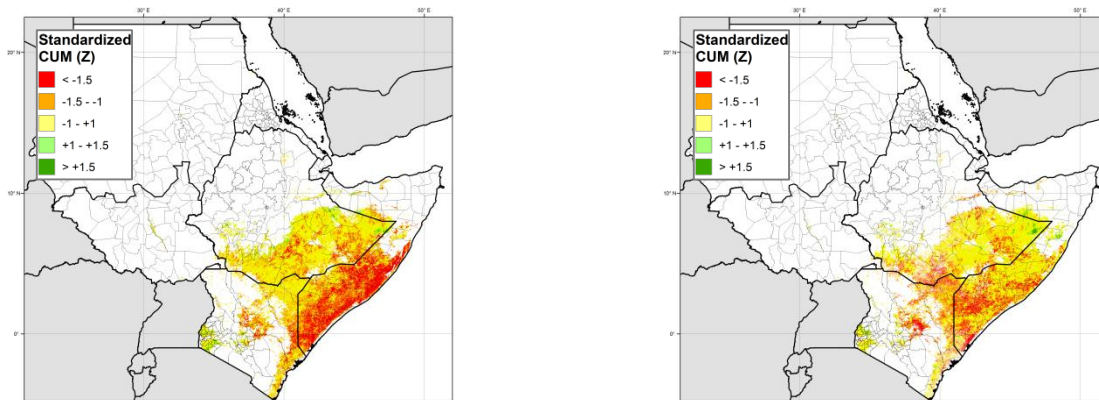 30° E 40° E 50° E
Standardized
CUM (Z)
< -1.5
-1.5 - -1
-1 - +1
+1 - +1.5
> +1.5
20° N
10° N
0°
30° E 40° E 50° E
Standardized
CUM (Z)
< -1.5
-1.5 - -1
-1 - +1
+1 - +1.5
> +1.5
20° N
10° N
0°